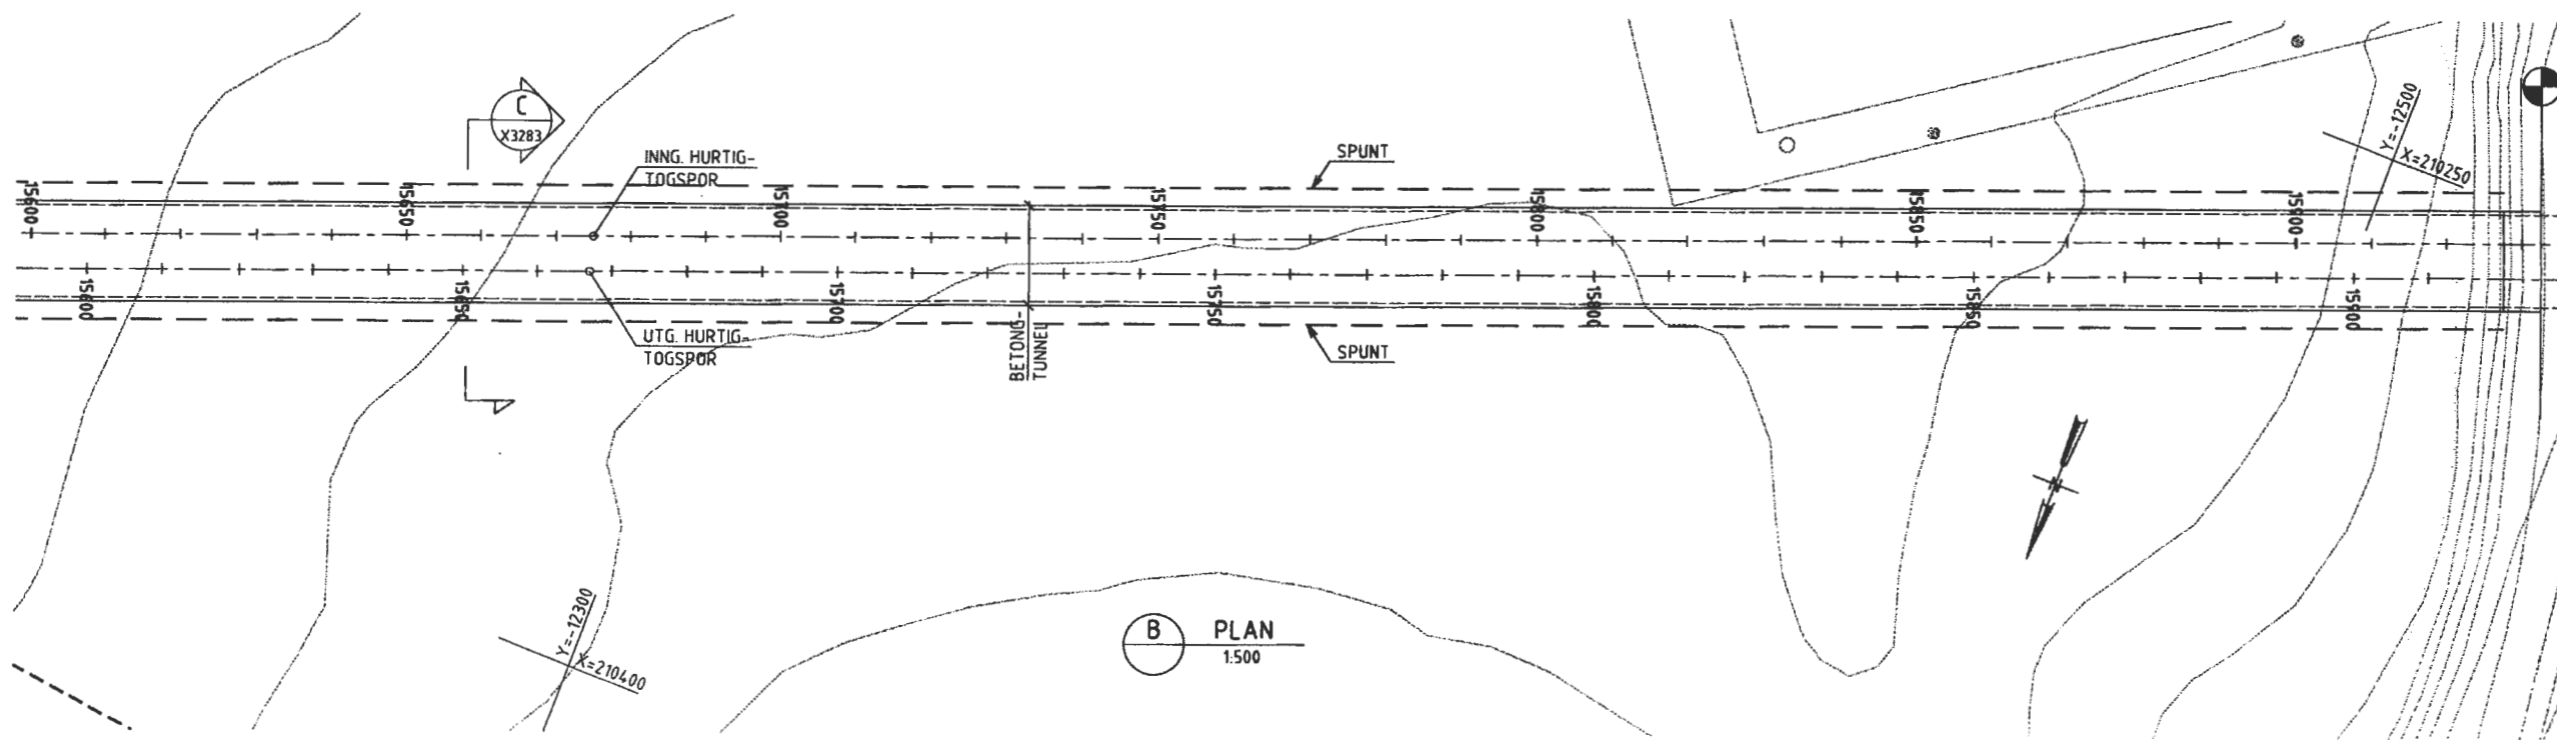 C
X3283
INNG. HURTIG-
TOGSPOR
SPUNT
Y=-12500
X=210250
15600
15650
15700
15750
15800
15850
15900
15600
15650
15700
15750
15800
15850
15900
UTG. HURTIG-
TOGSPOR
BETONG-
TUNNEL
SPUNT
N
Y=-12300
X=210400
B
PLAN
1:500